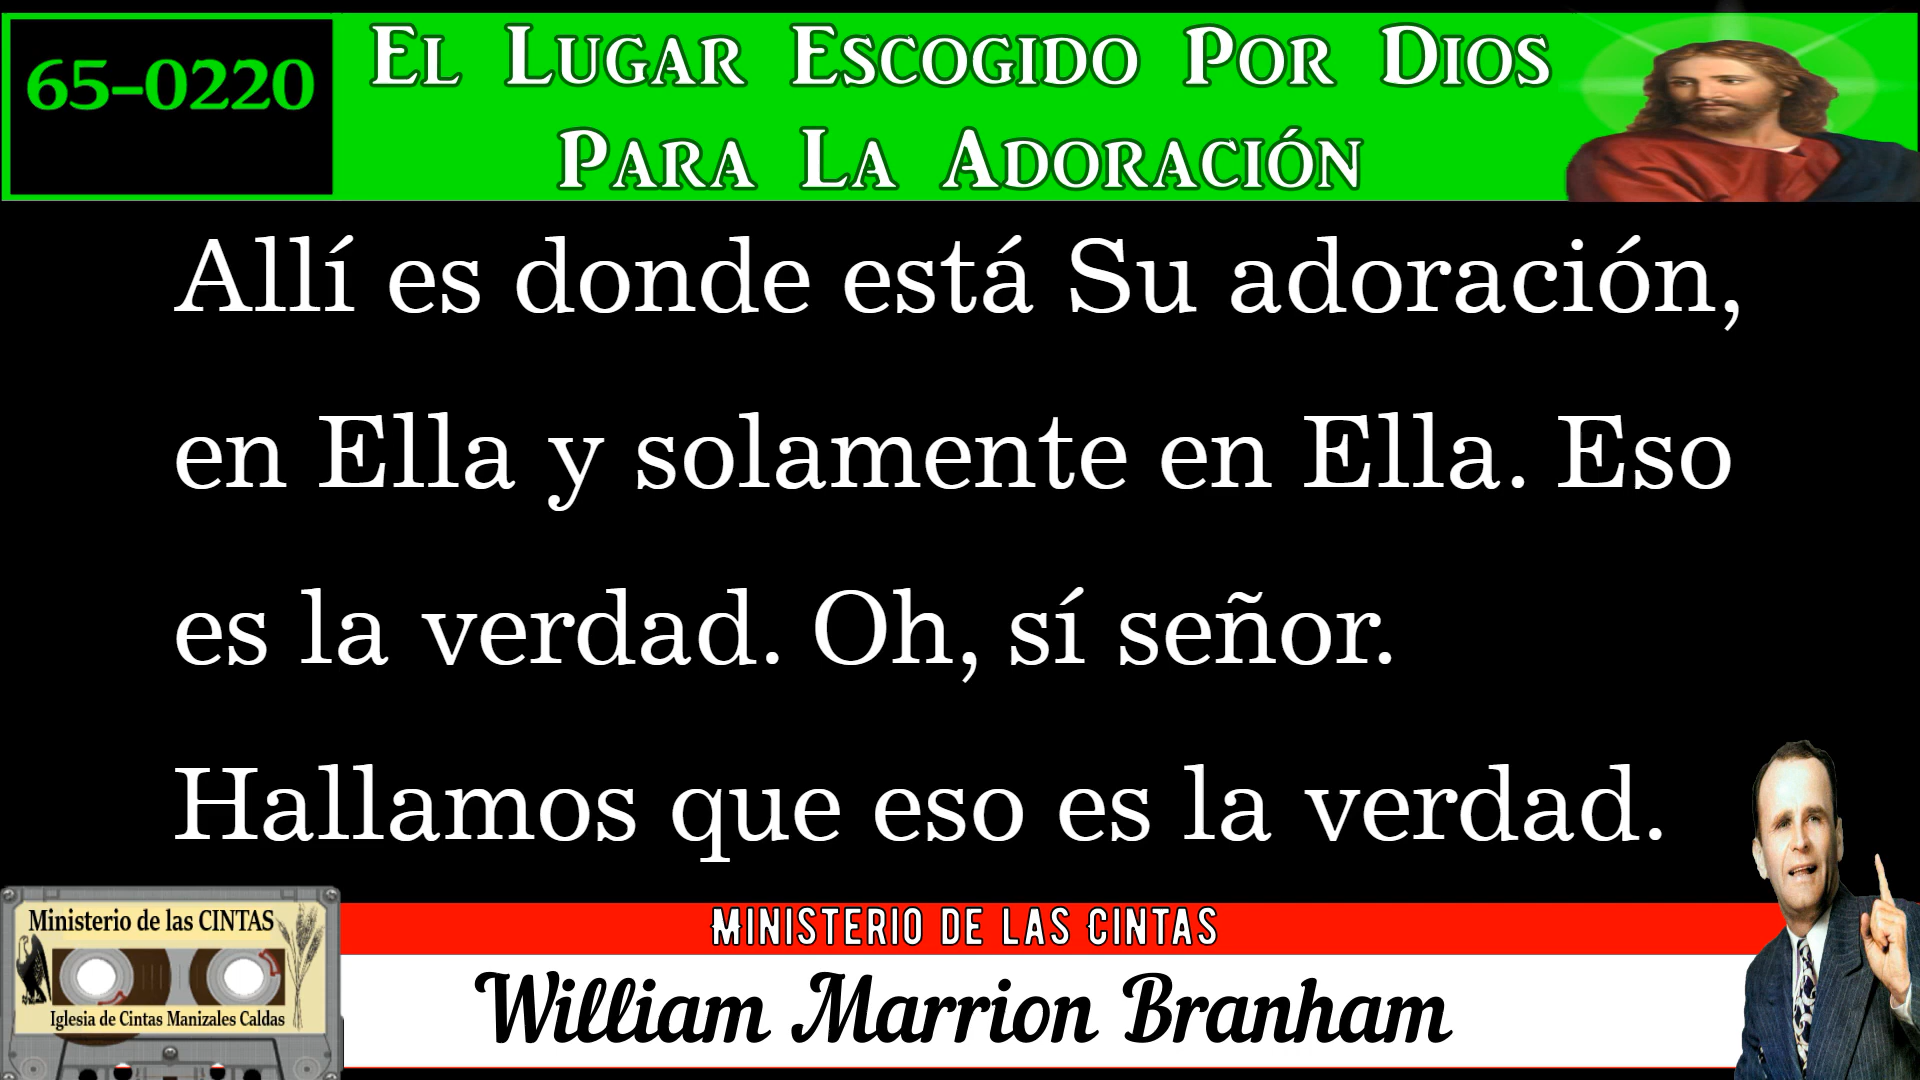 65-0220
El Lugar Escogido Por Dios
Para La Adoración
Allí es donde está Su adoración,
en Ella y solamente en Ella. Eso
es la verdad. Oh, sí señor.
Hallamos que eso es la verdad.
Ministerio de las CINTAS
Iglesia de Cintas Manizales Caldas
MINISTERIO DE LAS CINTAS
William Marrion Branham